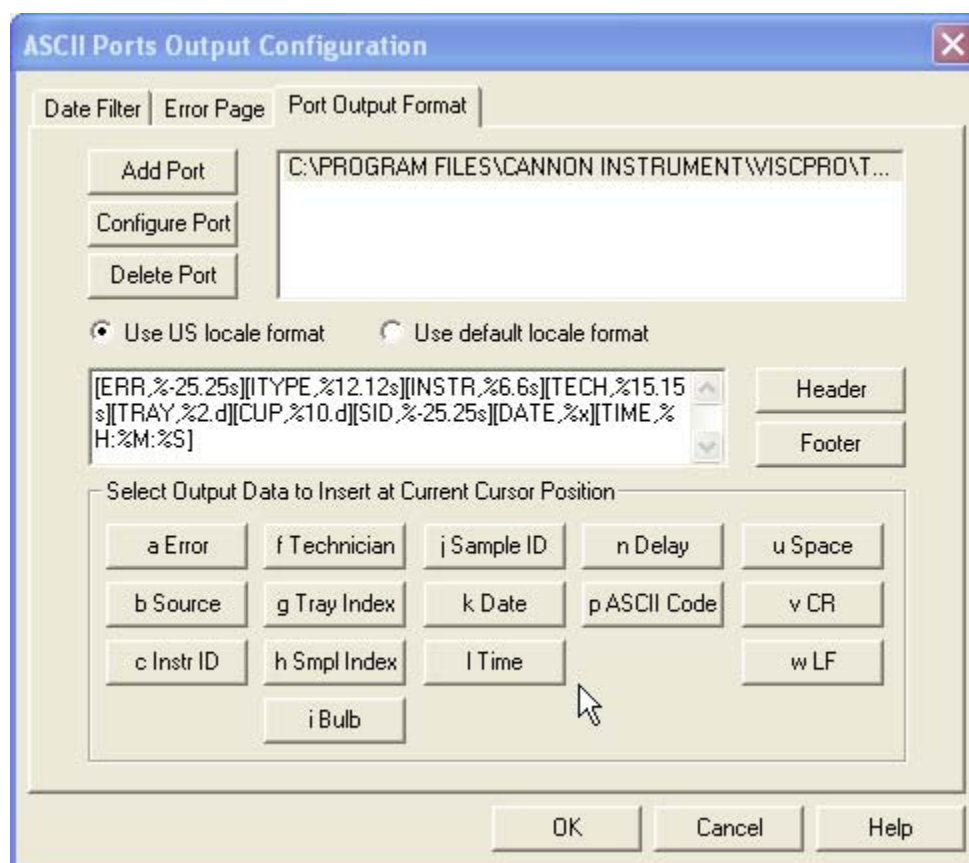 ASCII Ports Output Configuration
Date Filter Error Page Port Output Format
Add Port
C:\PROGRAM FILES\CANNON INSTRUMENT\VISCPRO\T...
Configure Port
Delete Port
Use US locale format Use default locale format
[ERR,%-25.25s][ITYPE,%12.12s][INSTR,%6.6s][TECH,%15.15
s][TRAY,%2.d][CUP,%10.d][SID,%-25.25s][DATE,%x][TIME,%
H:%M:%S]
Header
Footer
Select Output Data to Insert at Current Cursor Position
a Error f Technician j Sample ID n Delay u Space
b Source g Tray Index k Date p ASCII Code v CR
c Instr ID h Smpl Index l Time w LF
i Bulb
OK Cancel Help